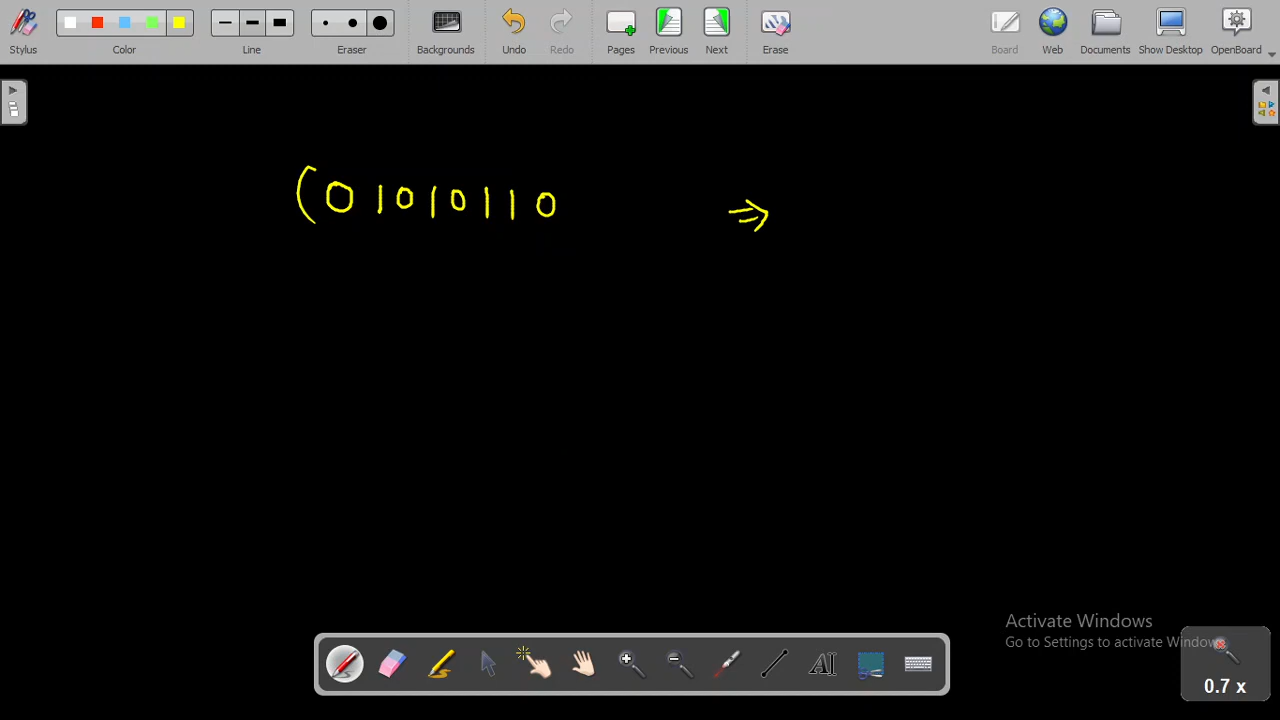 Stylus
Color
Line
Eraser
Backgrounds
Undo
Redo
Pages
Previous
Next
Erase
Board
Web
Documents
Show Desktop
OpenBoard
(01010110 ⇒
Activate Windows
Go to Settings to activate Windows
AI
0.7 x